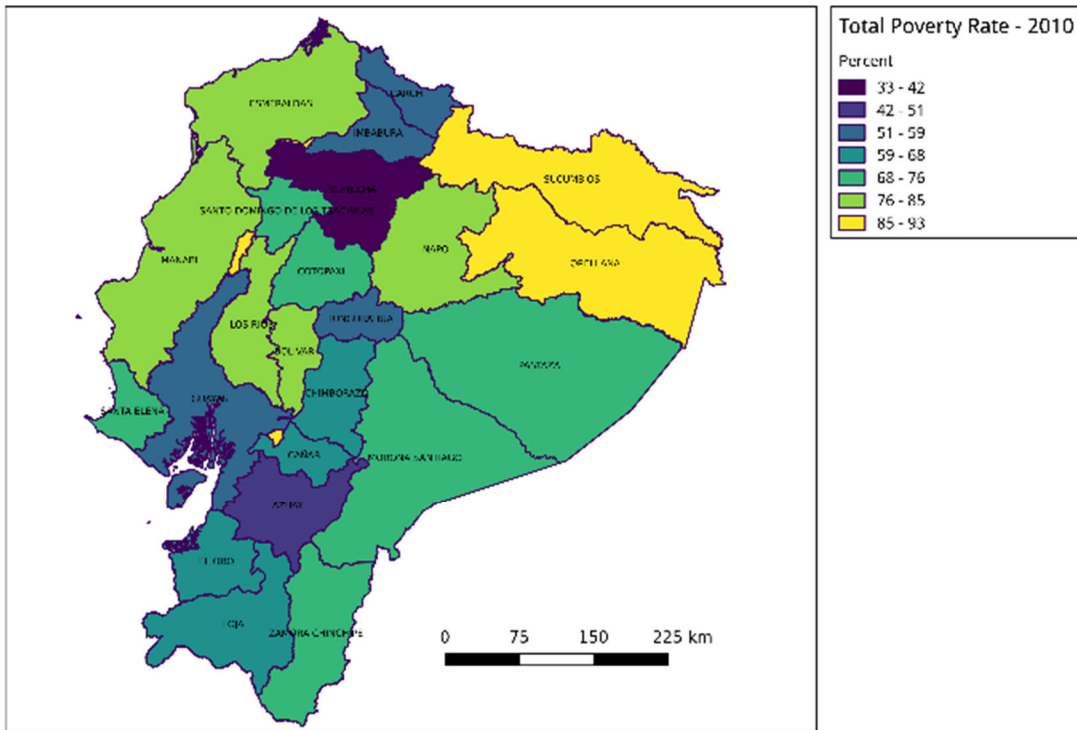 Total Poverty Rate - 2010
Percent
33 - 42
42 - 51
51 - 59
59 - 68
68 - 76
76 - 85
85 - 93
ESMERALDAS
CARCHI
IMBABURA
SUCUMBIOS
PICHINCHA
SANTO DOMINGO DE LOS TSACHILAS
MANABI
NAPO
ORELLANA
COTOPAXI
LOS RIOS
TUNGURAHUA
BOLIVAR
PASTAZA
CHIMBORAZO
GUAYAS
SANTA ELENA
MORONA SANTIAGO
CAÑAR
AZUAY
EL ORO
LOJA
ZAMORA CHINCHIPE
0 75 150 225 km